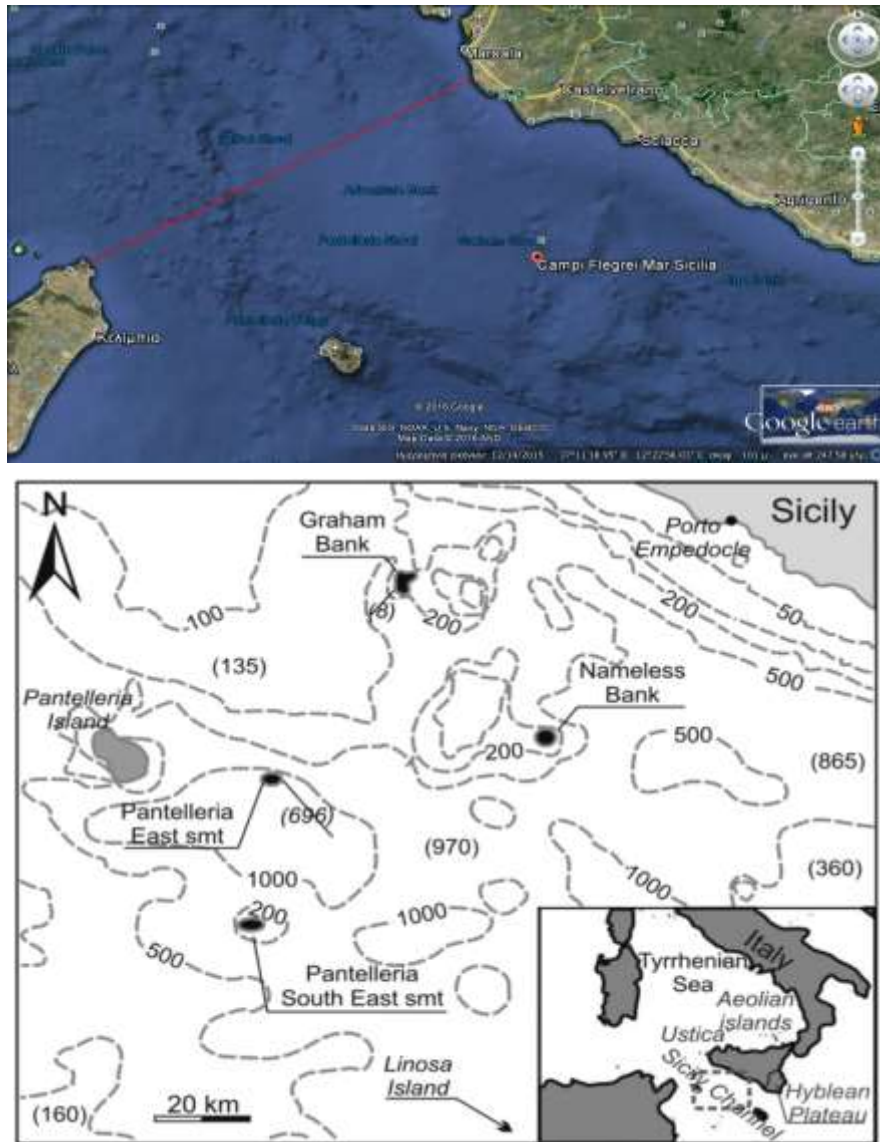 Marsala
Castelvetrano
Sciacca
Agrigento
Campi Flegrei Mar Sicilia
Κελίμπια
© 2016 Google
Google earth
N
Sicily
Graham
Bank
Porto
Empedocle
(8)
200
50
100
200
500
(135)
Nameless
Bank
Pantelleria
Island
200
500
(865)
Pantelleria
East smt
(696)
(970)
(360)
1000
1000
200
1000
500
Pantelleria
South East smt
Italy
Tyrrhenian
Sea
Aeolian
islands
Ustica
Sicily Channel
Hyblean
Plateau
Linosa
Island
(160)
20 km